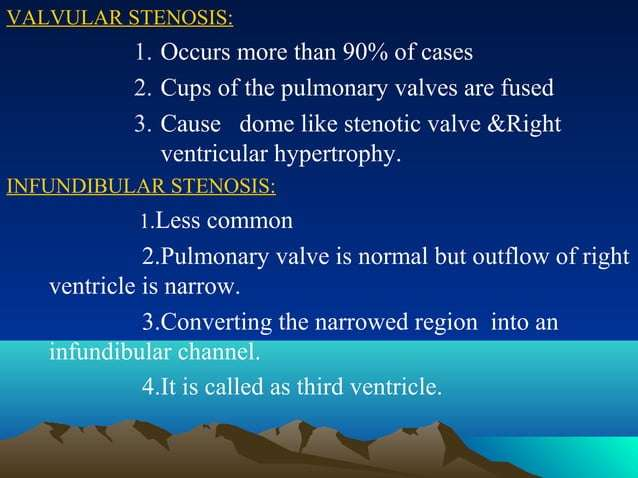 VALVULAR STENOSIS:
1. Occurs more than 90% of cases
2. Cups of the pulmonary valves are fused
3. Cause dome like stenotic valve &Right
ventricular hypertrophy.
INFUNDIBULAR STENOSIS:
1.Less common
2.Pulmonary valve is normal but outflow of right
ventricle is narrow.
3.Converting the narrowed region into an
infundibular channel.
4.It is called as third ventricle.